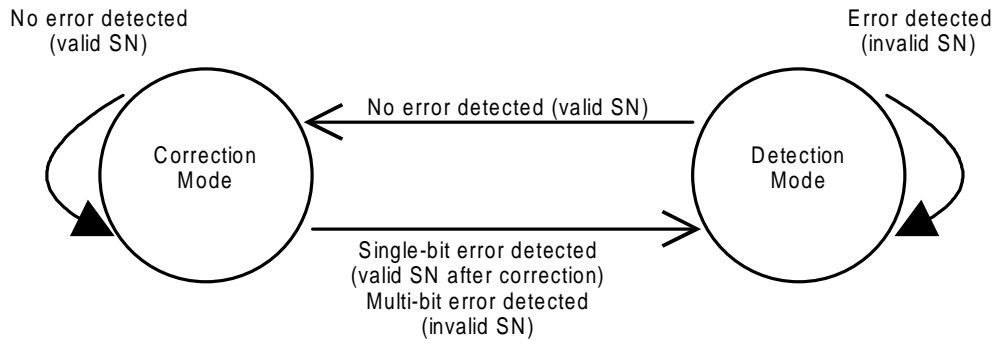 No error detected
(valid SN)
Error detected
(invalid SN)
No error detected (valid SN)
Correction
Mode
Detection
Mode
Single-bit error detected
(valid SN after correction)
Multi-bit error detected
(invalid SN)